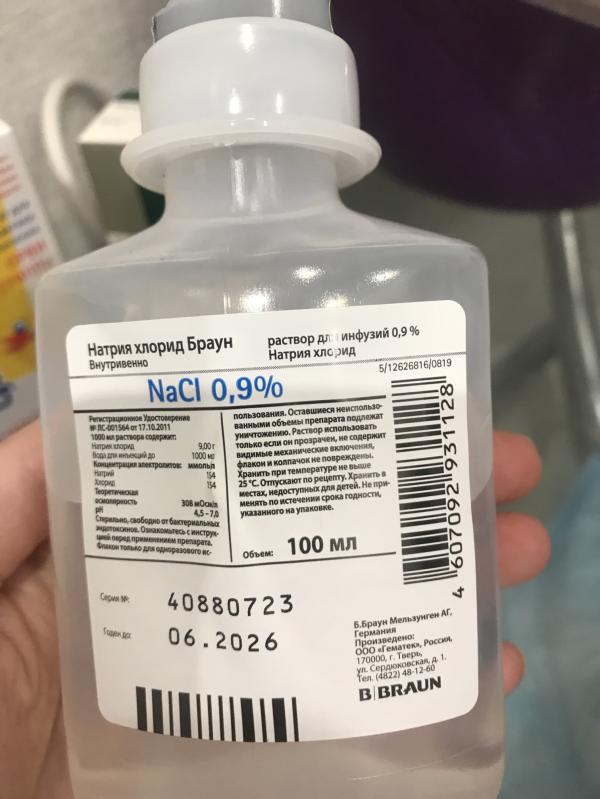 Натрия хлорид Браун
Внутривенно
раствор для инфузий 0,9 %
Натрия хлорид
5/12626816/0819
NaCl 0,9%
Регистрационное Удостоверение
№ ЛС-001564 от 17.10.2011
1000 мл раствора содержит:
Натрия хлорид 9,00 г
Вода для инъекций до 1000 мл
Концентрация электролитов: ммоль/л
Натрий 154
Хлорид 154
Теоретическая
осмолярность 308 мОсм/л
pH 4,5 - 7,0
Стерильно, свободно от бактериальных
эндотоксинов. Ознакомьтесь с инструк-
цией перед применением препарата.
Флакон только для одноразового ис-
пользования. Оставшиеся неиспользо-
ванными объемы препарата подлежат
уничтожению. Раствор использовать
только если он прозрачен, не содержит
видимые механические включения,
флакон и колпачок не повреждены.
Хранить при температуре не выше
25 °C. Отпускают по рецепту. Хранить в
местах, недоступных для детей. Не при-
менять по истечении срока годности,
указанного на упаковке.
Объем: 100 мл
4 607092 931128
Серия №: 40880723
Годен до: 06.2026
Б.Браун Мельзунген АГ,
Германия
Произведено:
ООО «Гематек», Россия,
170000, г. Тверь,
ул. Сердюковская, д. 1.
Тел. (4822) 48-12-60
B|BRAUN